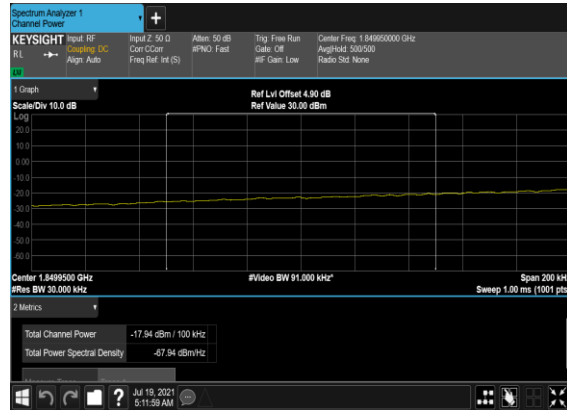 Spectrum Analyzer 1
Channel Power
+
KEYSIGHT Input: RF Input Z: 50 Ω Atten: 50 dB Trig: Free Run Center Freq: 1.849950000 GHz
RL Coupling: DC Corr CCorr #PNO: Fast Gate: Off Avg|Hold: 500/500
Align: Auto Freq Ref: Int (S) #IF Gain: Low Radio Std: None
1 Graph
Ref Lvl Offset 4.90 dB
Scale/Div 10.0 dB Ref Value 30.00 dBm
Log
20.0
10.0
0.00
-10.0
-20.0
-30.0
-40.0
-50.0
-60.0
Center 1.8499500 GHz #Video BW 91.000 kHz* Span 200 kH
#Res BW 30.000 kHz Sweep 1.00 ms (1001 pts
2 Metrics
Total Channel Power -17.94 dBm / 100 kHz
Total Power Spectral Density -67.94 dBm/Hz
? Jul 19, 2021
5:11:59 AM